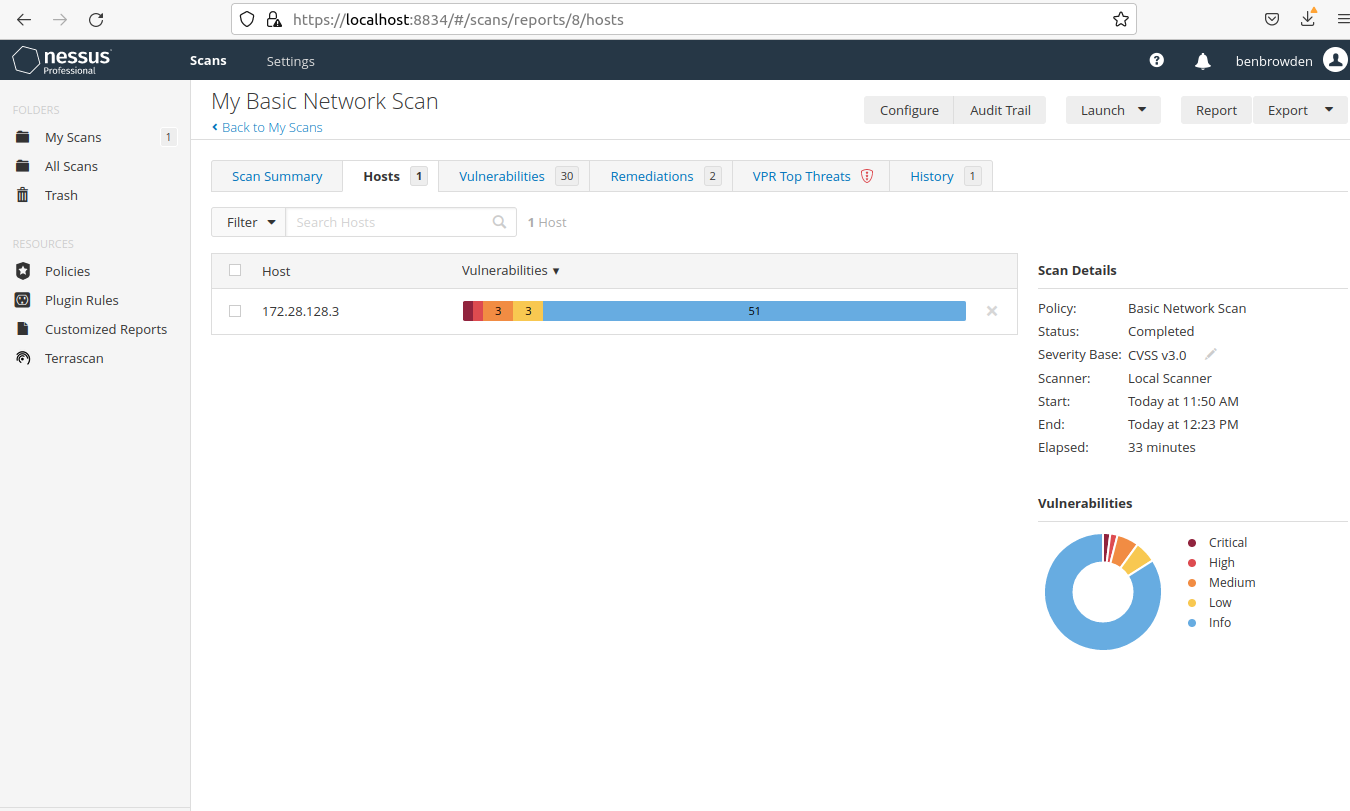 https://localhost:8834/#/scans/reports/8/hosts
nessus
Professional
Scans
Settings
benbrowden
FOLDERS
My Scans 1
All Scans
Trash
RESOURCES
Policies
Plugin Rules
Customized Reports
Terrascan
My Basic Network Scan
Back to My Scans
Configure
Audit Trail
Launch
Report
Export
Scan Summary
Hosts 1
Vulnerabilities 30
Remediations 2
VPR Top Threats
History 1
Filter
Search Hosts
1 Host
Host
Vulnerabilities ▼
172.28.128.3
3
3
51
Scan Details
Policy: Basic Network Scan
Status: Completed
Severity Base: CVSS v3.0
Scanner: Local Scanner
Start: Today at 11:50 AM
End: Today at 12:23 PM
Elapsed: 33 minutes
Vulnerabilities
Critical
High
Medium
Low
Info